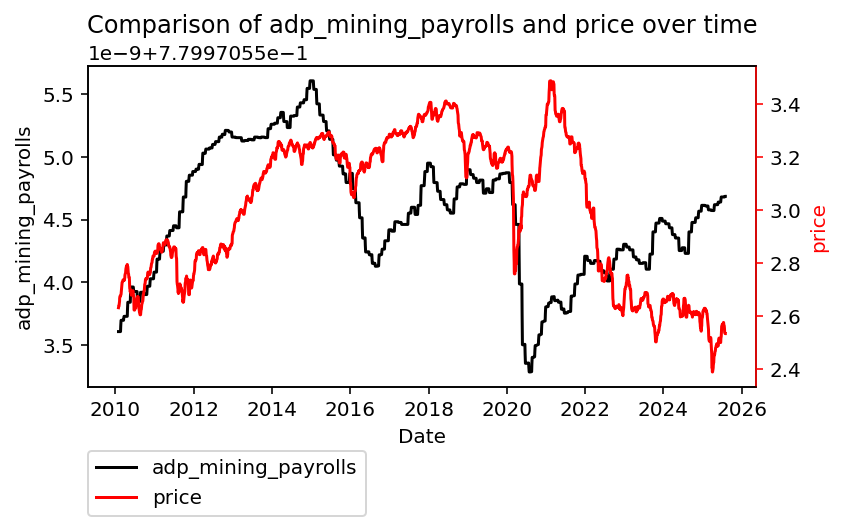 Comparison of adp_mining_payrolls and price over time
1e−9+7.7997055e−1
5.5
5.0
4.5
4.0
3.5
adp_mining_payrolls
3.4
3.2
3.0
2.8
2.6
2.4
price
2010 2012 2014 2016 2018 2020 2022 2024 2026
Date
adp_mining_payrolls
price